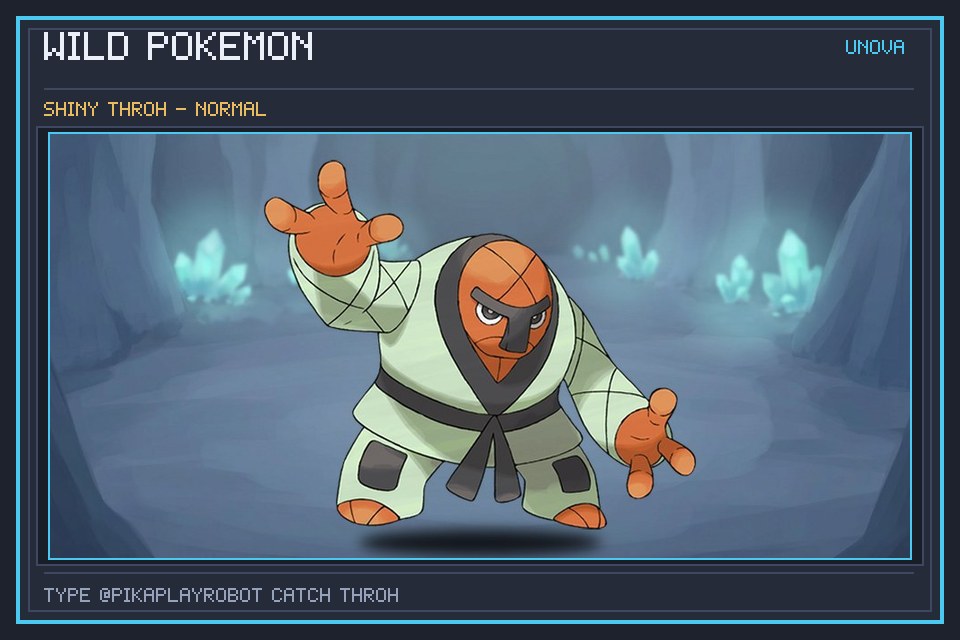 WILD POKEMON
UNOVA
SHINY THROH - NORMAL
TYPE @PIKAPLAYROBOT CATCH THROH